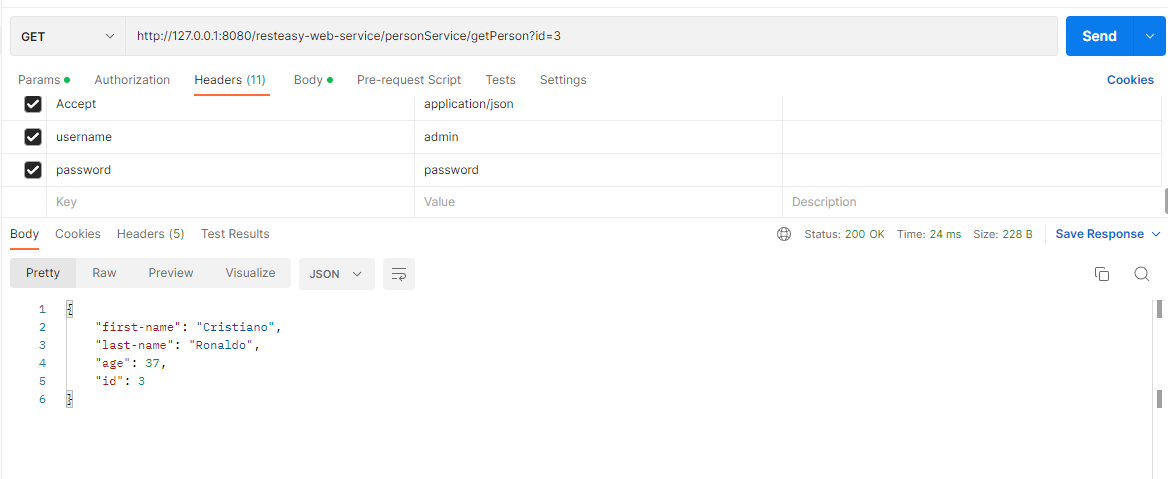 GET http://127.0.0.1:8080/resteasy-web-service/personService/getPerson?id=3 Send
Params Authorization Headers (11) Body Pre-request Script Tests Settings Cookies
Accept application/json
username admin
password password
Key Value Description
Body Cookies Headers (5) Test Results Status: 200 OK Time: 24 ms Size: 228 B Save Response
Pretty Raw Preview Visualize JSON
1 {
2 "first-name": "Cristiano",
3 "last-name": "Ronaldo",
4 "age": 37,
5 "id": 3
6 }